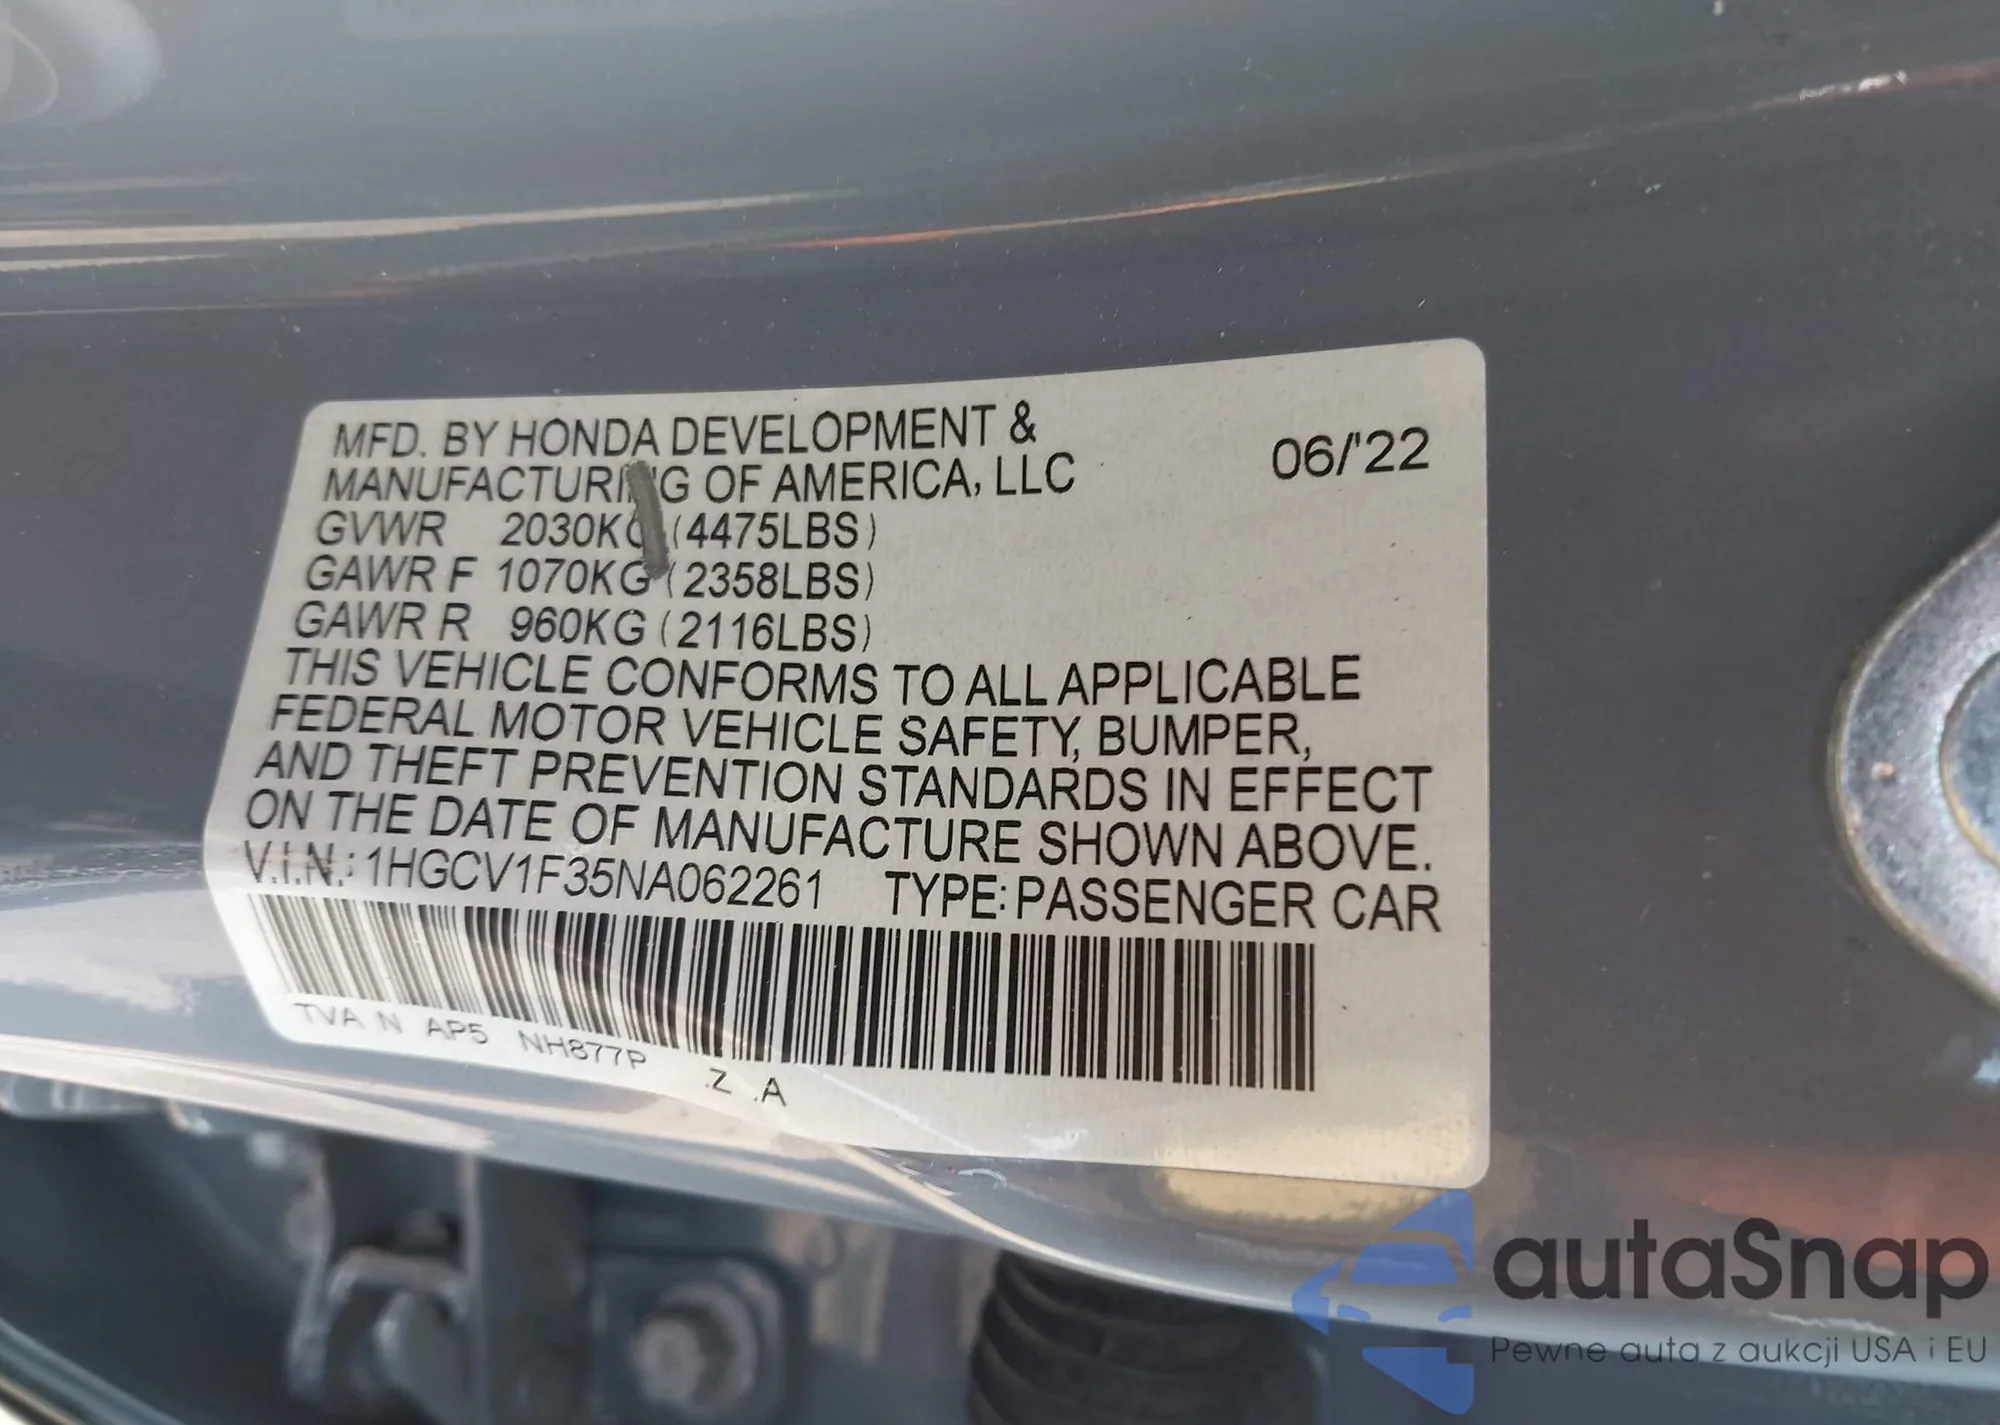 MFD. BY HONDA DEVELOPMENT &
MANUFACTURING OF AMERICA, LLC
06/'22
GVWR 2030KG (4475LBS)
GAWR F 1070KG (2358LBS)
GAWR R 960KG (2116LBS)
THIS VEHICLE CONFORMS TO ALL APPLICABLE
FEDERAL MOTOR VEHICLE SAFETY, BUMPER,
AND THEFT PREVENTION STANDARDS IN EFFECT
ON THE DATE OF MANUFACTURE SHOWN ABOVE.
V.I.N.: 1HGCV1F35NA062261 TYPE: PASSENGER CAR
TVA N AP5 NH877P .Z .A
autaSnap
Pewne auta z aukcji USA i EU